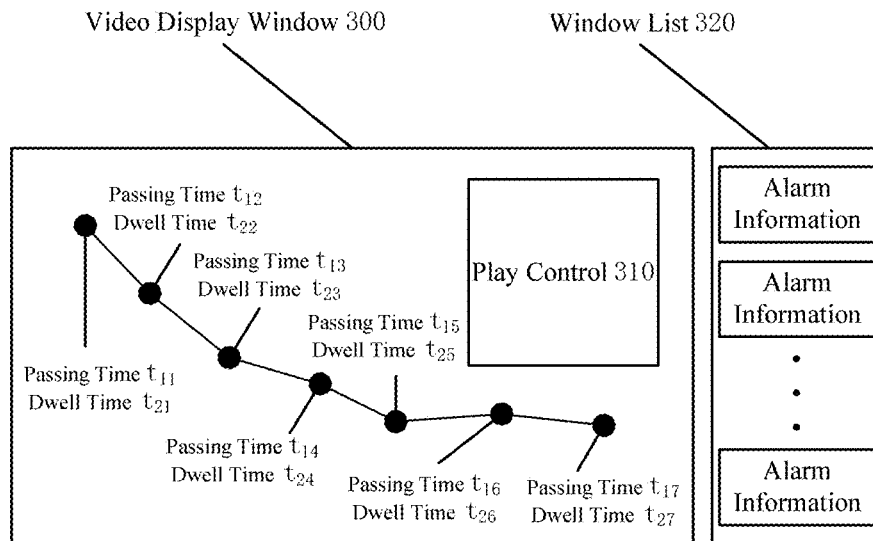 Video Display Window 300
Window List 320
Passing Time t₁₂
Dwell Time t₂₂
Passing Time t₁₃
Dwell Time t₂₃
Passing Time t₁₅
Dwell Time t₂₅
Passing Time t₁₁
Dwell Time t₂₁
Passing Time t₁₄
Dwell Time t₂₄
Passing Time t₁₆
Dwell Time t₂₆
Passing Time t₁₇
Dwell Time t₂₇
Play Control 310
Alarm
Information
Alarm
Information
Alarm
Information